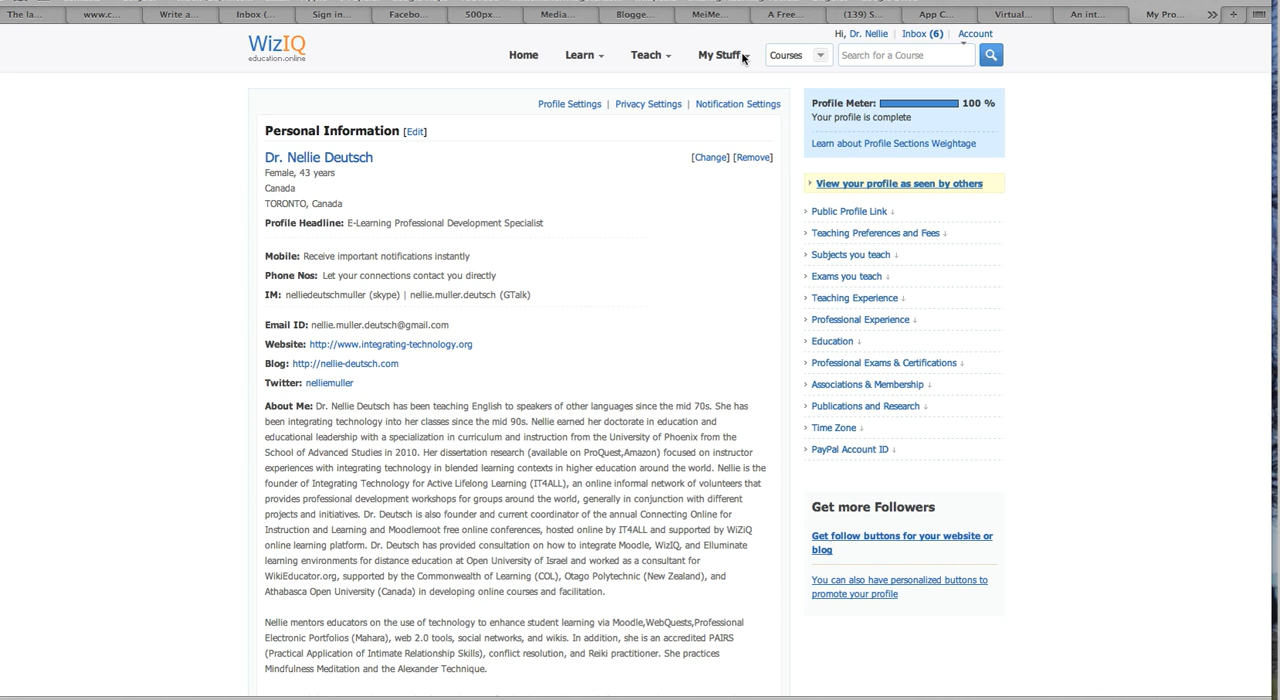 The la...
www.c...
Write a...
Inbox (...
Sign in...
Facebo...
500px...
Media...
Blogge...
MeiMe...
A Free...
(139) S...
App C...
Virtual...
An int...
My Pro...
WizIQ
education.online
Hi, Dr. Nellie | Inbox (6) | Account
Home Learn Teach My Stuff Courses Search for a Course
Profile Settings | Privacy Settings | Notification Settings
Personal Information [Edit]
Dr. Nellie Deutsch [Change] [Remove]
Female, 43 years
Canada
TORONTO, Canada
Profile Headline: E-Learning Professional Development Specialist
Mobile: Receive important notifications instantly
Phone Nos: Let your connections contact you directly
IM: nelliedeutschmuller (skype) | nellie.muller.deutsch (GTalk)
Email ID: nellie.muller.deutsch@gmail.com
Website: http://www.integrating-technology.org
Blog: http://nellie-deutsch.com
Twitter: nelliemuller
About Me: Dr. Nellie Deutsch has been teaching English to speakers of other languages since the mid 70s. She has
been integrating technology into her classes since the mid 90s. Nellie earned her doctorate in education and
educational leadership with a specialization in curriculum and instruction from the University of Phoenix from the
School of Advanced Studies in 2010. Her dissertation research (available on ProQuest,Amazon) focused on instructor
experiences with integrating technology in blended learning contexts in higher education around the world. Nellie is the
founder of Integrating Technology for Active Lifelong Learning (IT4ALL), an online informal network of volunteers that
provides professional development workshops for groups around the world, generally in conjunction with different
projects and initiatives. Dr. Deutsch is also founder and current coordinator of the annual Connecting Online for
Instruction and Learning and Moodlemoot free online conferences, hosted online by IT4ALL and supported by WiZiQ
online learning platform. Dr. Deutsch has provided consultation on how to integrate Moodle, WizIQ, and Elluminate
learning environments for distance education at Open University of Israel and worked as a consultant for
WikiEducator.org, supported by the Commonwealth of Learning (COL), Otago Polytechnic (New Zealand), and
Athabasca Open University (Canada) in developing online courses and facilitation.
Nellie mentors educators on the use of technology to enhance student learning via Moodle,WebQuests,Professional
Electronic Portfolios (Mahara), web 2.0 tools, social networks, and wikis. In addition, she is an accredited PAIRS
(Practical Application of Intimate Relationship Skills), conflict resolution, and Reiki practitioner. She practices
Mindfulness Meditation and the Alexander Technique.
Profile Meter: 100 %
Your profile is complete
Learn about Profile Sections Weightage
View your profile as seen by others
Public Profile Link ↓
Teaching Preferences and Fees ↓
Subjects you teach ↓
Exams you teach ↓
Teaching Experience ↓
Professional Experience ↓
Education ↓
Professional Exams & Certifications ↓
Associations & Membership ↓
Publications and Research ↓
Time Zone ↓
PayPal Account ID ↓
Get more Followers
Get follow buttons for your website or
blog
You can also have personalized buttons to
promote your profile